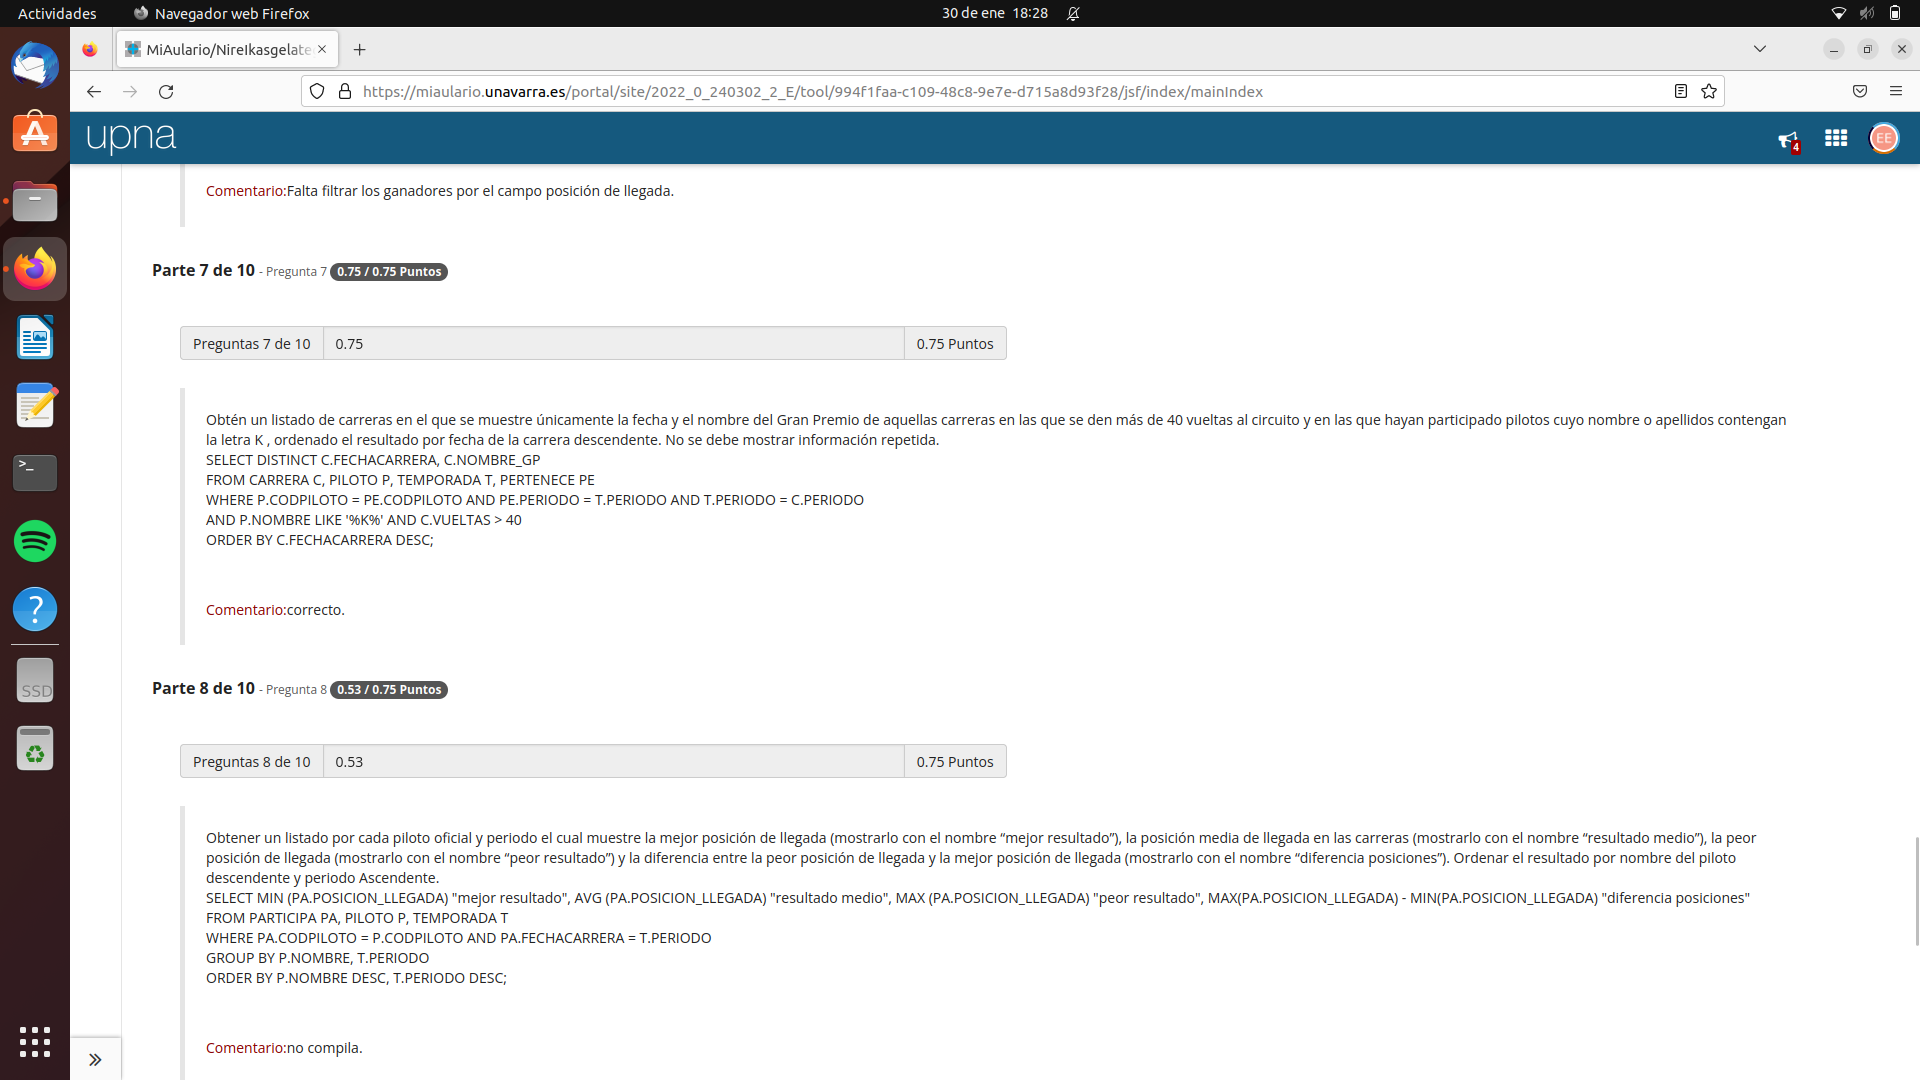 Actividades
Navegador web Firefox
30 de ene 18:28
MiAulario/NireIkasgelate
https://miaulario.unavarra.es/portal/site/2022_0_240302_2_E/tool/994f1faa-c109-48c8-9e7e-d715a8d93f28/jsf/index/mainIndex
upna
4
EE
Comentario:Falta filtrar los ganadores por el campo posición de llegada.
Parte 7 de 10 - Pregunta 7 0.75 / 0.75 Puntos
Preguntas 7 de 10 0.75 0.75 Puntos
Obtén un listado de carreras en el que se muestre únicamente la fecha y el nombre del Gran Premio de aquellas carreras en las que se den más de 40 vueltas al circuito y en las que hayan participado pilotos cuyo nombre o apellidos contengan
la letra K , ordenado el resultado por fecha de la carrera descendente. No se debe mostrar información repetida.
SELECT DISTINCT C.FECHACARRERA, C.NOMBRE_GP
FROM CARRERA C, PILOTO P, TEMPORADA T, PERTENECE PE
WHERE P.CODPILOTO = PE.CODPILOTO AND PE.PERIODO = T.PERIODO AND T.PERIODO = C.PERIODO
AND P.NOMBRE LIKE '%K%' AND C.VUELTAS > 40
ORDER BY C.FECHACARRERA DESC;
Comentario:correcto.
Parte 8 de 10 - Pregunta 8 0.53 / 0.75 Puntos
Preguntas 8 de 10 0.53 0.75 Puntos
Obtener un listado por cada piloto oficial y periodo el cual muestre la mejor posición de llegada (mostrarlo con el nombre “mejor resultado”), la posición media de llegada en las carreras (mostrarlo con el nombre “resultado medio”), la peor
posición de llegada (mostrarlo con el nombre “peor resultado”) y la diferencia entre la peor posición de llegada y la mejor posición de llegada (mostrarlo con el nombre “diferencia posiciones”). Ordenar el resultado por nombre del piloto
descendente y periodo Ascendente.
SELECT MIN (PA.POSICION_LLEGADA) "mejor resultado", AVG (PA.POSICION_LLEGADA) "resultado medio", MAX (PA.POSICION_LLEGADA) "peor resultado", MAX(PA.POSICION_LLEGADA) - MIN(PA.POSICION_LLEGADA) "diferencia posiciones"
FROM PARTICIPA PA, PILOTO P, TEMPORADA T
WHERE PA.CODPILOTO = P.CODPILOTO AND PA.FECHACARRERA = T.PERIODO
GROUP BY P.NOMBRE, T.PERIODO
ORDER BY P.NOMBRE DESC, T.PERIODO DESC;
Comentario:no compila.
SSD